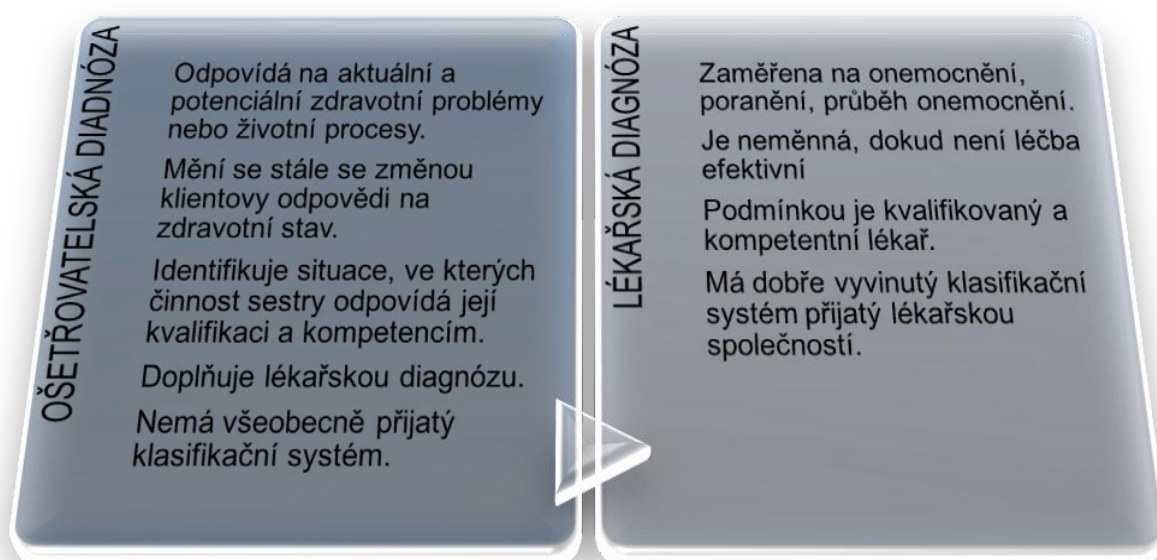 OŠETŘOVATELSKÁ DIADNÓZA
Odpovídá na aktuální a
potenciální zdravotní problémy
nebo životní procesy.
Mění se stále se změnou
klientovy odpovědi na
zdravotní stav.
Identifikuje situace, ve kterých
činnost sestry odpovídá její
kvalifikaci a kompetencím.
Doplňuje lékařskou diagnózu.
Nemá všeobecně přijatý
klasifikační systém.
LÉKAŘSKÁ DIAGNÓZA
Zaměřena na onemocnění,
poranění, průběh onemocnění.
Je neměnná, dokud není léčba
efektivní
Podmínkou je kvalifikovaný a
kompetentní lékař.
Má dobře vyvinutý klasifikační
systém přijatý lékařskou
společností.